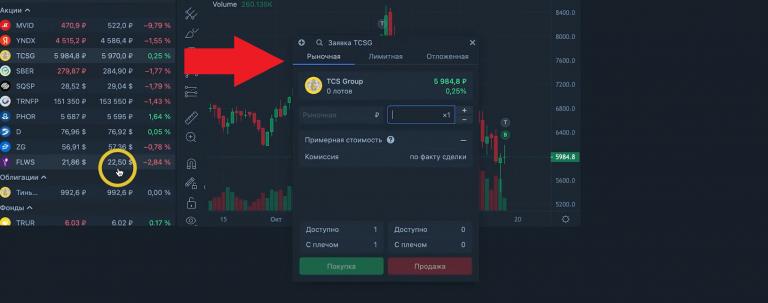 Акции
MVIO 470,9 ₽ 522,0 ₽ −9,79 %
YNDX 4 515,2 ₽ 4 586,4 ₽ −1,55 %
TCSG 5 984,8 ₽ 5 970,0 ₽ 0,25 %
SBER 279,87 ₽ 284,90 ₽ −1,77 %
SQSP 28,52 $ 29,04 $ −1,79 %
TRNFP 151 350 ₽ 153 550 ₽ −1,43 %
PHOR 5 687 ₽ 5 595 ₽ 1,64 %
D 76,96 $ 76,92 $ 0,05 %
ZG 56,91 $ 57,36 $ −0,78 %
FLWS 21,86 $ 22,50 $ −2,84 %
Облигации
Тинь... 992,6 ₽ 992,6 ₽ 0,00 %
Фонды
TRUR 6,03 ₽ 6,02 ₽ 0,17 %
Volume 260.135K
Заявка TCSG
Рыночная Лимитная Отложенная
TCS Group 5 984,8 ₽
0 лотов 0,25%
Рыночная ₽ ×1 + −
Примерная стоимость ? —
Комиссия по факту сделки
Доступно 1 Доступно 0
С плечом 1 С плечом 0
Покупка Продажа
T
T
B
8400.0
8000.0
7600.0
7200.0
6800.0
6400.0
5984.8
5600.0
5200.0
15 Окт 20